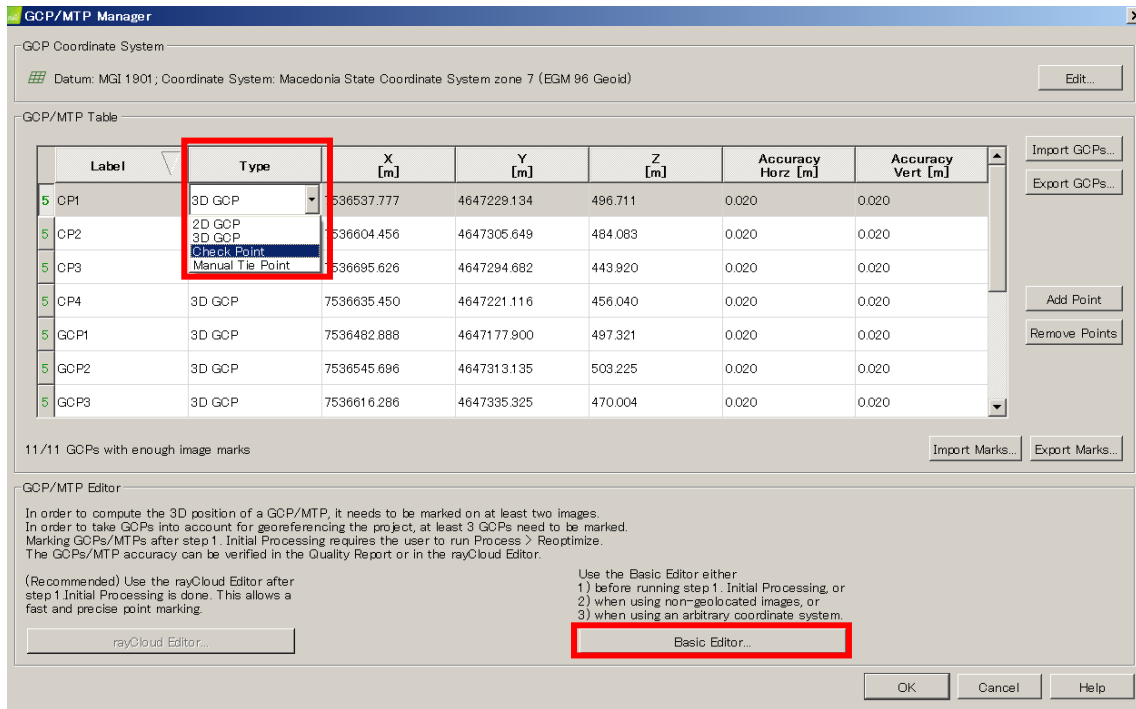 GCP/MTP Manager
GCP Coordinate System
Datum: MGI 1901; Coordinate System: Macedonia State Coordinate System zone 7 (EGM 96 Geoid)
Edit...
GCP/MTP Table
Label Type X [m] Y [m] Z [m] Accuracy Horz [m] Accuracy Vert [m]
Import GCPs...
Export GCPs...
5 CP1 3D GCP 7536537.777 4647229.134 496.711 0.020 0.020
2D GCP
3D GCP
Check Point
Manual Tie Point
5 CP2 7536604.456 4647305.649 484.083 0.020 0.020
5 CP3 7536695.626 4647294.682 443.920 0.020 0.020
5 CP4 3D GCP 7536635.450 4647221.116 456.040 0.020 0.020
Add Point
5 GCP1 3D GCP 7536482.888 4647177.900 497.321 0.020 0.020
Remove Points
5 GCP2 3D GCP 7536545.696 4647313.135 503.225 0.020 0.020
5 GCP3 3D GCP 7536616.286 4647335.325 470.004 0.020 0.020
11/11 GCPs with enough image marks
Import Marks...
Export Marks...
GCP/MTP Editor
In order to compute the 3D position of a GCP/MTP, it needs to be marked on at least two images.
In order to take GCPs into account for georeferencing the project, at least 3 GCPs need to be marked.
Marking GCPs/MTPs after step 1. Initial Processing requires the user to run Process > Reoptimize.
The GCPs/MTP accuracy can be verified in the Quality Report or in the rayCloud Editor.
(Recommended) Use the rayCloud Editor after
step 1.Initial Processing is done. This allows a
fast and precise point marking.
rayCloud Editor...
Use the Basic Editor either
1) before running step 1. Initial Processing, or
2) when using non-geolocated images, or
3) when using an arbitrary coordinate system.
Basic Editor...
OK
Cancel
Help